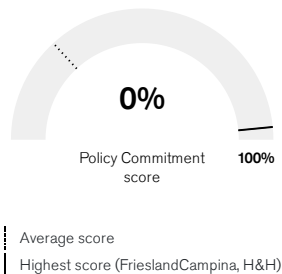 0%
Policy Commitment
score
100%
Average score
Highest score (FrieslandCampina, H&H)